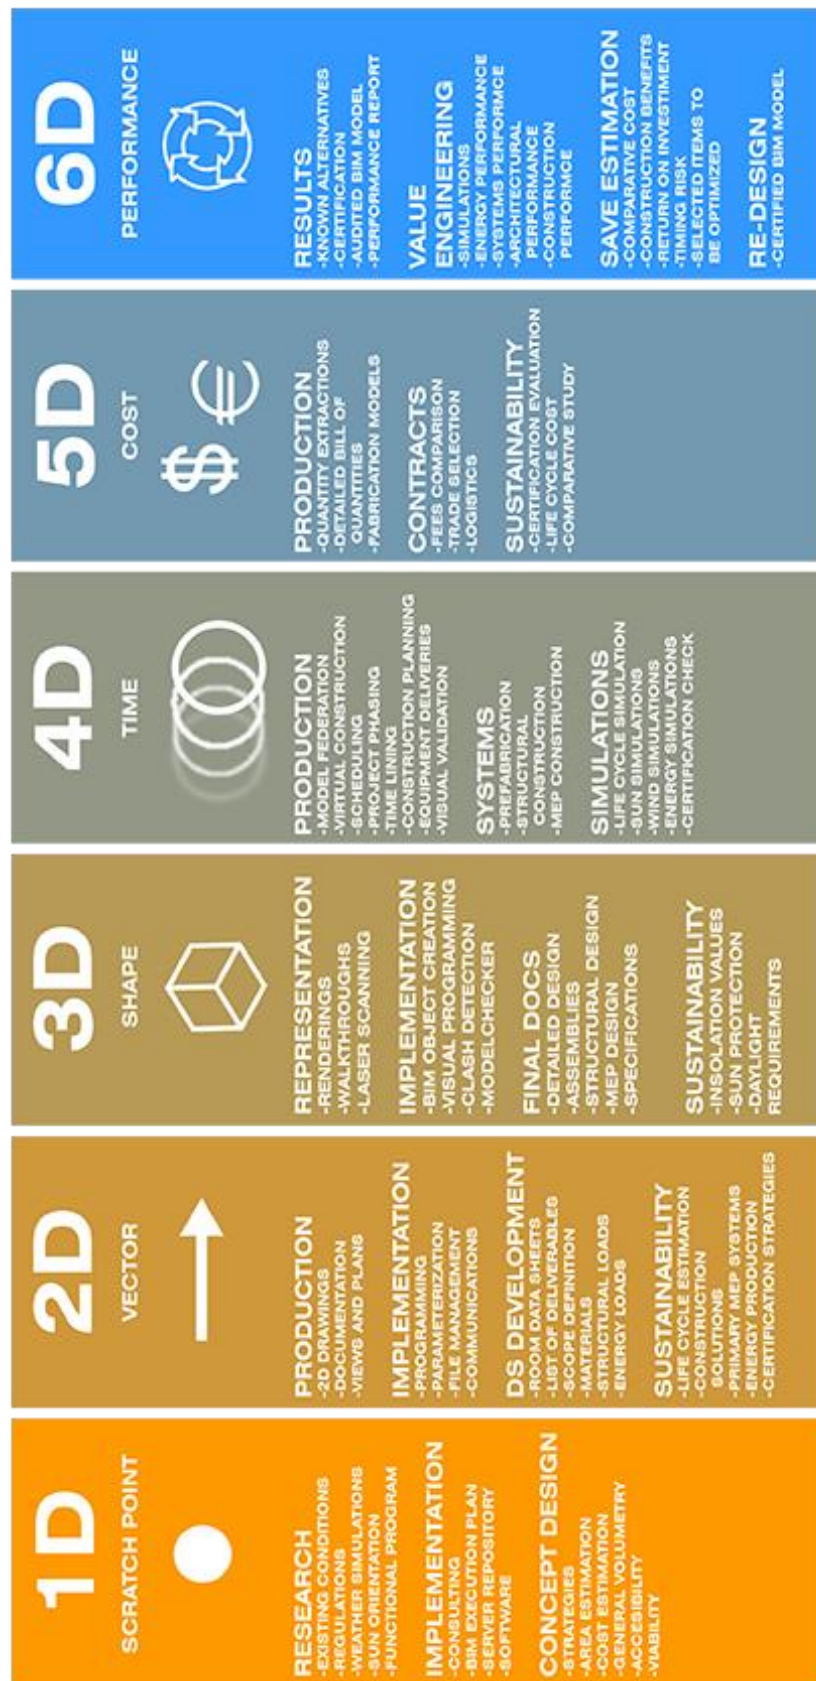 1D
SCRATCH POINT
RESEARCH
-EXISTING CONDITIONS
-REGULATIONS
-WEATHER SIMULATIONS
-SUN ORIENTATION
-FUNCTIONAL PROGRAM
IMPLEMENTATION
-CONSULTING
-BIM EXECUTION PLAN
-SERVER REPOSITORY
-SOFTWARE
CONCEPT DESIGN
-STRATEGIES
-AREA ESTIMATION
-COST ESTIMATION
-GENERAL VOLUMETRY
-ACCESIBILITY
-VIABILITY
2D
VECTOR
PRODUCTION
-2D DRAWINGS
-DOCUMENTATION
-VIEWS AND PLANS
IMPLEMENTATION
-PROGRAMMING
-PARAMETERIZATION
-FILE MANAGEMENT
-COMMUNICATIONS
DS DEVELOPMENT
-ROOM DATA SHEETS
-LIST OF DELIVERABLES
-SCOPE DEFINITION
-MATERIALS
-STRUCTURAL LOADS
-ENERGY LOADS
SUSTAINABILITY
-LIFE CYCLE ESTIMATION
-CONSTRUCTION
SOLUTIONS
-PRIMARY MEP SYSTEMS
-ENERGY PRODUCTION
-CERTIFICATION STRATEGIES
3D
SHAPE
REPRESENTATION
-RENDERINGS
-WALKTHROUGHS
-LASER SCANNING
IMPLEMENTATION
-BIM OBJECT CREATION
-VISUAL PROGRAMMING
-CLASH DETECTION
-MODELCHECKER
FINAL DOCS
-DETAILED DESIGN
-ASSEMBLIES
-STRUCTURAL DESIGN
-MEP DESIGN
-SPECIFICATIONS
SUSTAINABILITY
-INSOLATION VALUES
-SUN PROTECTION
-DAYLIGHT
REQUIREMENTS
4D
TIME
PRODUCTION
-MODEL FEDERATION
-VIRTUAL CONSTRUCTION
-SCHEDULING
-PROJECT PHASING
-TIME LINING
-CONSTRUCTION PLANNING
-EQUIPMENT DELIVERIES
-VISUAL VALIDATION
SYSTEMS
-PREFABRICATION
-STRUCTURAL
CONSTRUCTION
-MEP CONSTRUCTION
SIMULATIONS
-LIFE CYCLE SIMULATION
-SUN SIMULATIONS
-WIND SIMULATIONS
-ENERGY SIMULATIONS
-CERTIFICATION CHECK
5D
COST
$ €
PRODUCTION
-QUANTITY EXTRACTIONS
-DETAILED BILL OF
QUANTITIES
-FABRICATION MODELS
CONTRACTS
-FEES COMPARISON
-TRADE SELECTION
-LOGISTICS
SUSTAINABILITY
-CERTIFICATION EVALUATION
-LIFE CYCLE COST
-COMPARATIVE STUDY
6D
PERFORMANCE
RESULTS
-KNOWN ALTERNATIVES
-CERTIFICATION
-AUDITED BIM MODEL
-PERFORMANCE REPORT
VALUE
ENGINEERING
-SIMULATIONS
-ENERGY PERFORMANCE
-SYSTEMS PERFORMCE
-ARCHITECTURAL
PERFORMANCE
-CONSTRUCTION
PERFORMCE
SAVE ESTIMATION
-COMPARATIVE COST
-CONSTRUCTION BENEFITS
-RETURN ON INVESTIMENT
-TIMING RISK
-SELECTED ITEMS TO
BE OPTIMIZED
RE-DESIGN
-CERTIFIED BIM MODEL